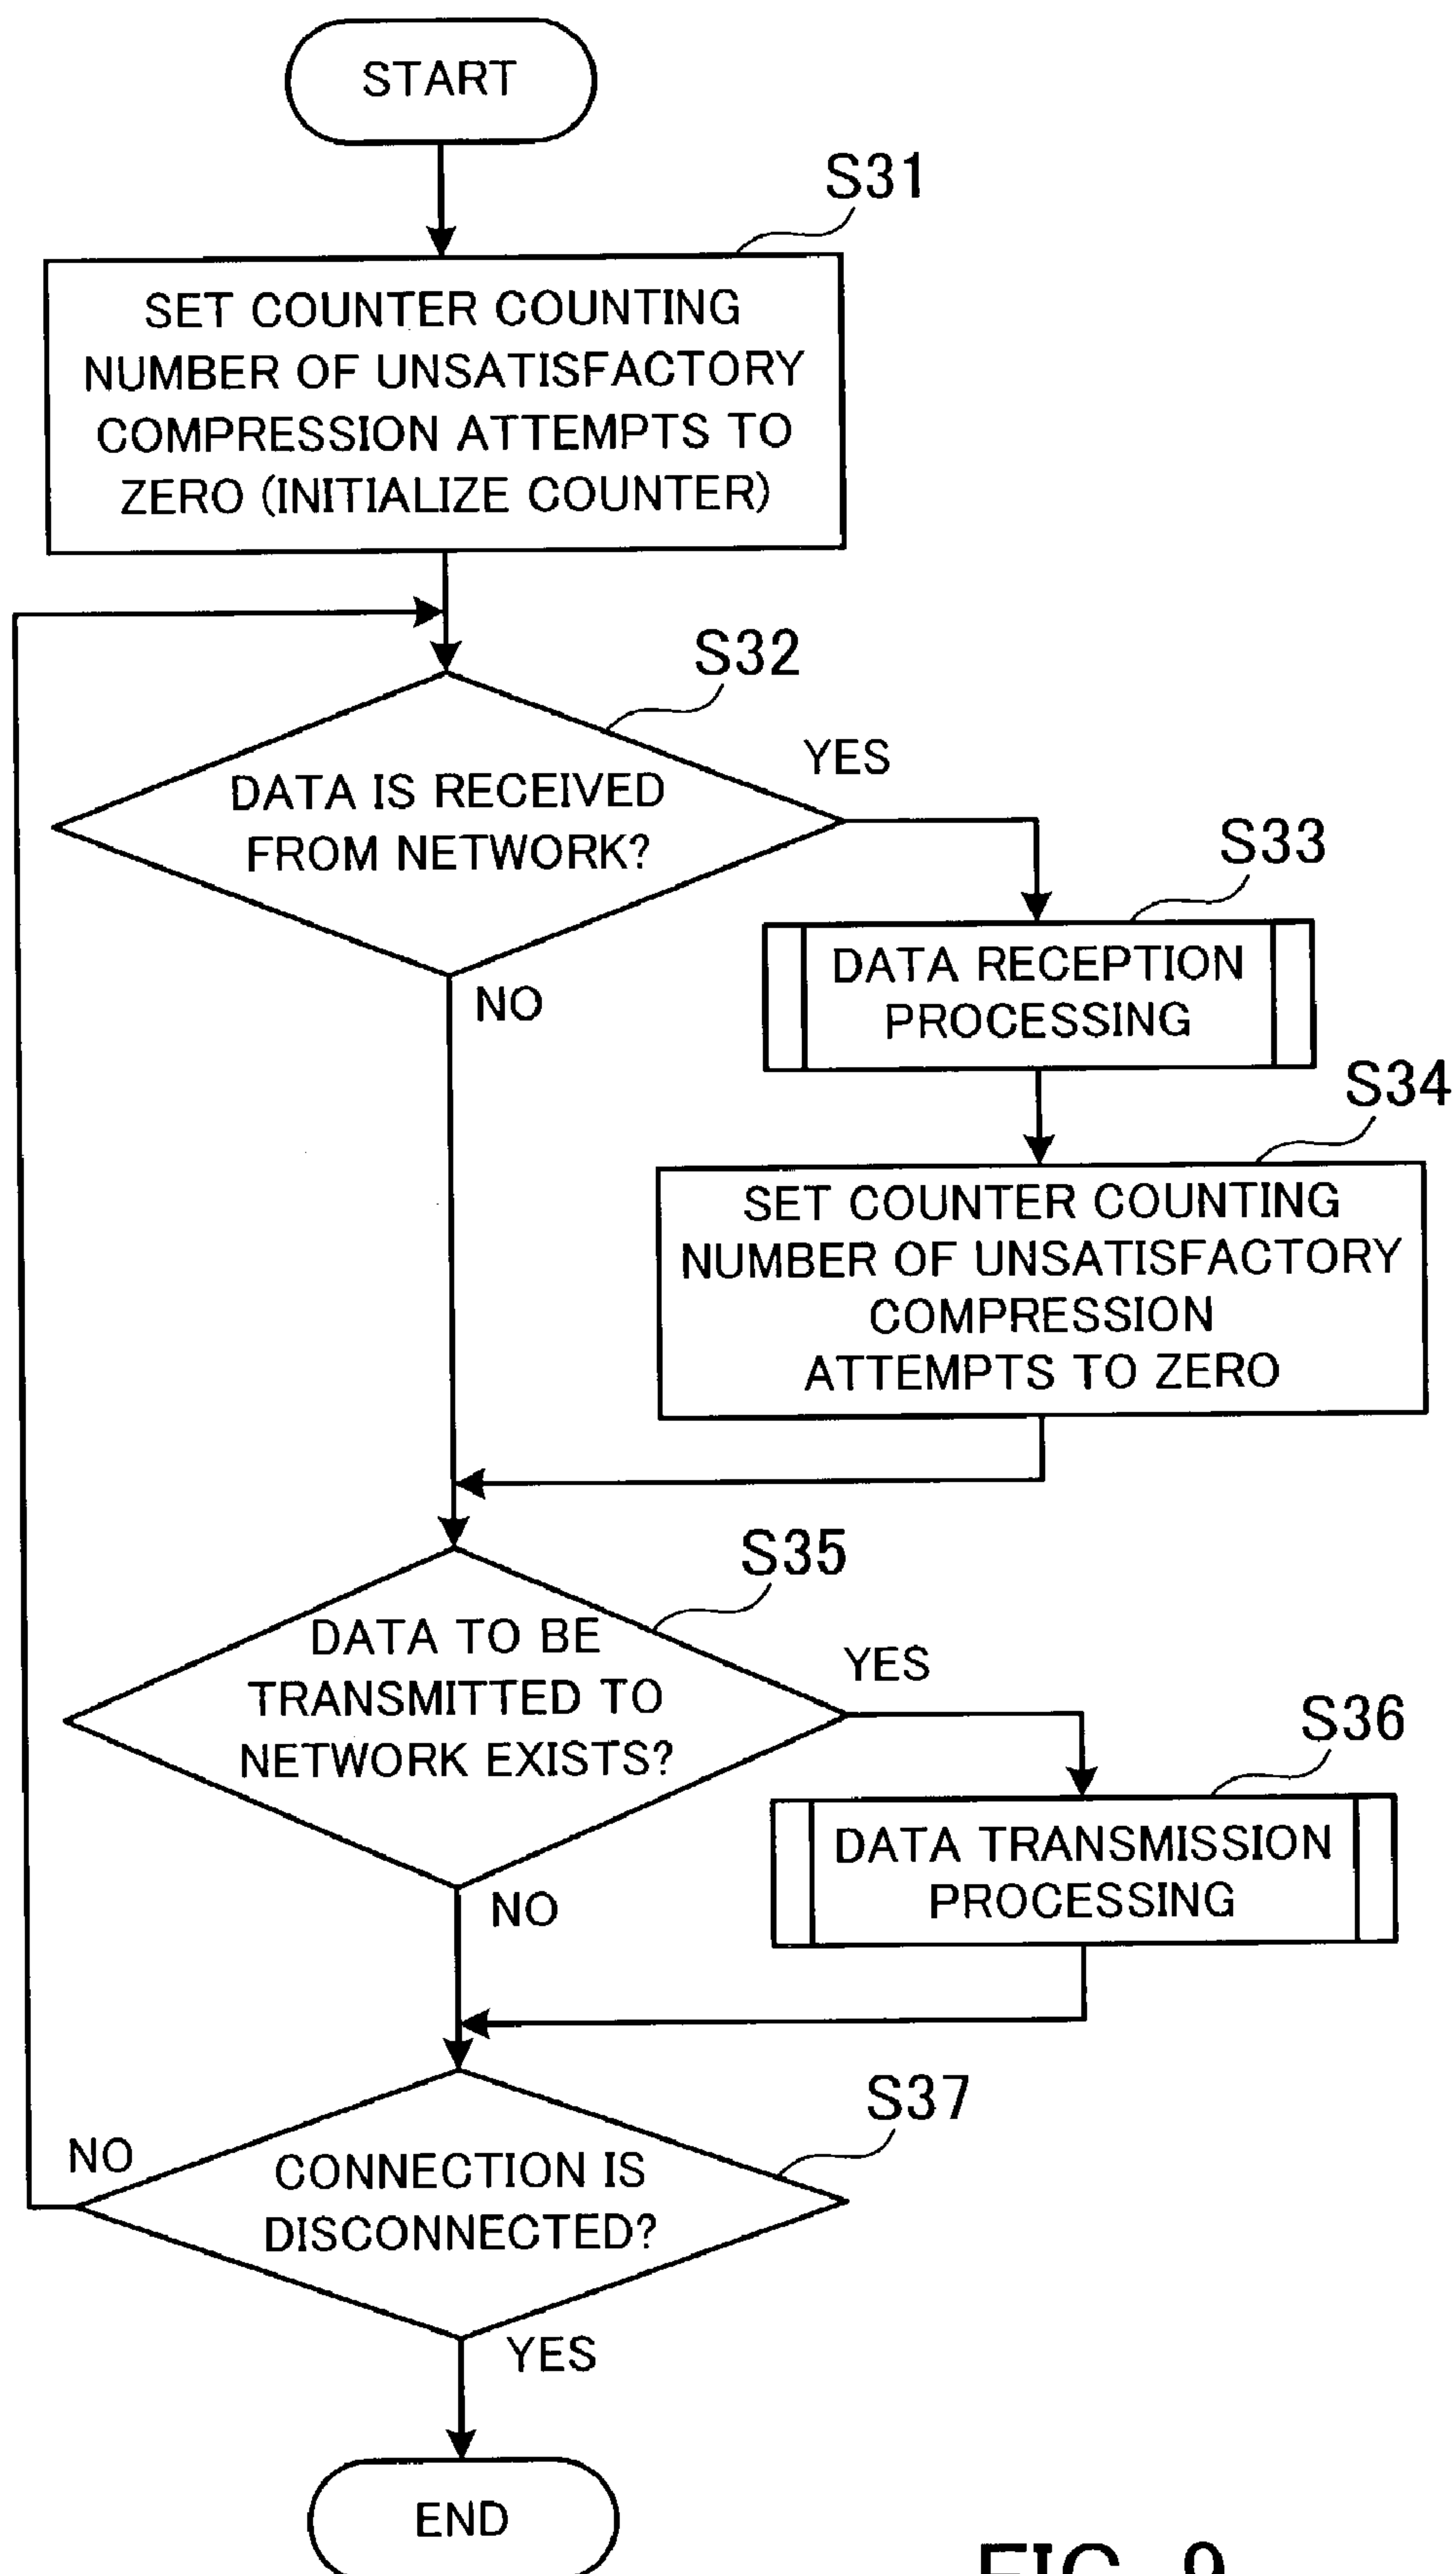 START
S31
SET COUNTER COUNTING
NUMBER OF UNSATISFACTORY
COMPRESSION ATTEMPTS TO
ZERO (INITIALIZE COUNTER)
S32
YES
DATA IS RECEIVED
FROM NETWORK?
NO
S33
DATA RECEPTION
PROCESSING
S34
SET COUNTER COUNTING
NUMBER OF UNSATISFACTORY
COMPRESSION
ATTEMPTS TO ZERO
S35
YES
DATA TO BE
TRANSMITTED TO
NETWORK EXISTS?
NO
S36
DATA TRANSMISSION
PROCESSING
S37
NO
CONNECTION IS
DISCONNECTED?
YES
END
FIG. 9